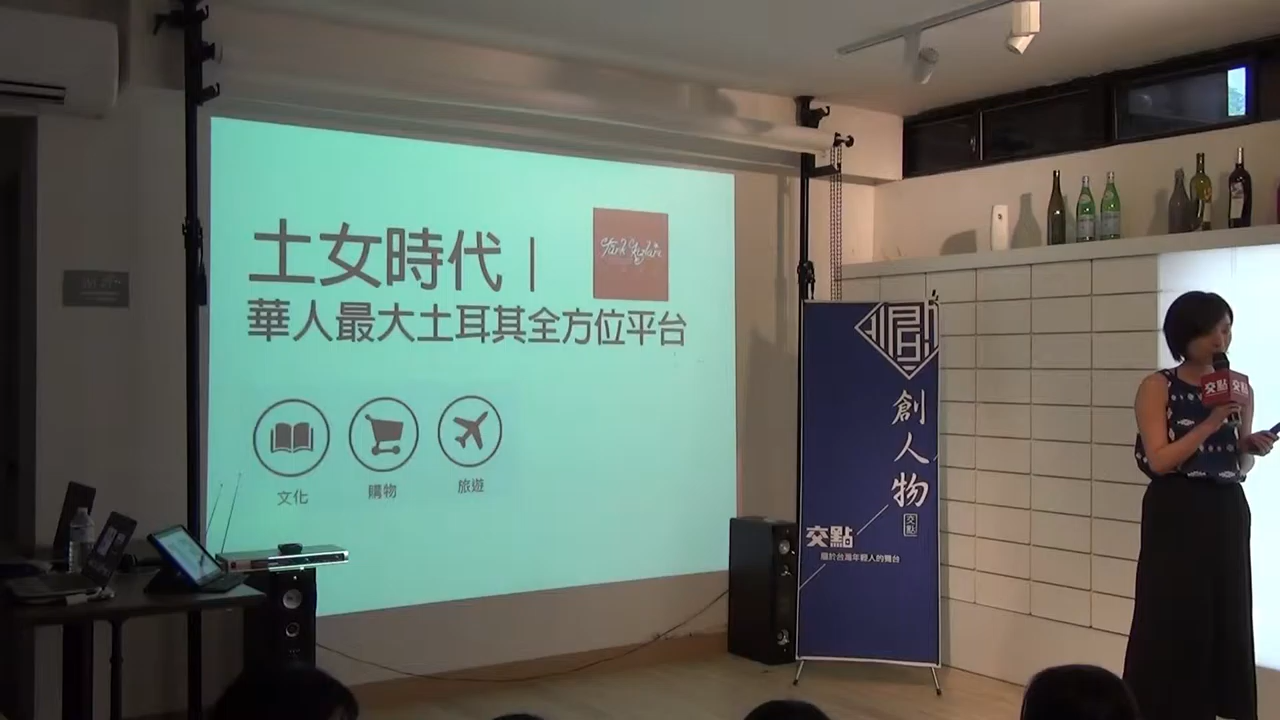 土女時代 |
華人最大土耳其全方位平台
文化
購物
旅遊
創人物
交點
交點
屬於台灣年輕人的舞台
交點
交點